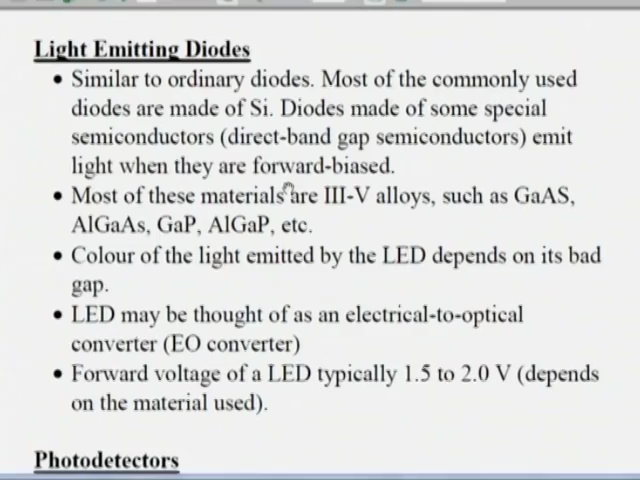 Light Emitting Diodes
• Similar to ordinary diodes. Most of the commonly used
diodes are made of Si. Diodes made of some special
semiconductors (direct-band gap semiconductors) emit
light when they are forward-biased.
• Most of these materials are III-V alloys, such as GaAS,
AlGaAs, GaP, AlGaP, etc.
• Colour of the light emitted by the LED depends on its bad
gap.
• LED may be thought of as an electrical-to-optical
converter (EO converter)
• Forward voltage of a LED typically 1.5 to 2.0 V (depends
on the material used).
Photodetectors